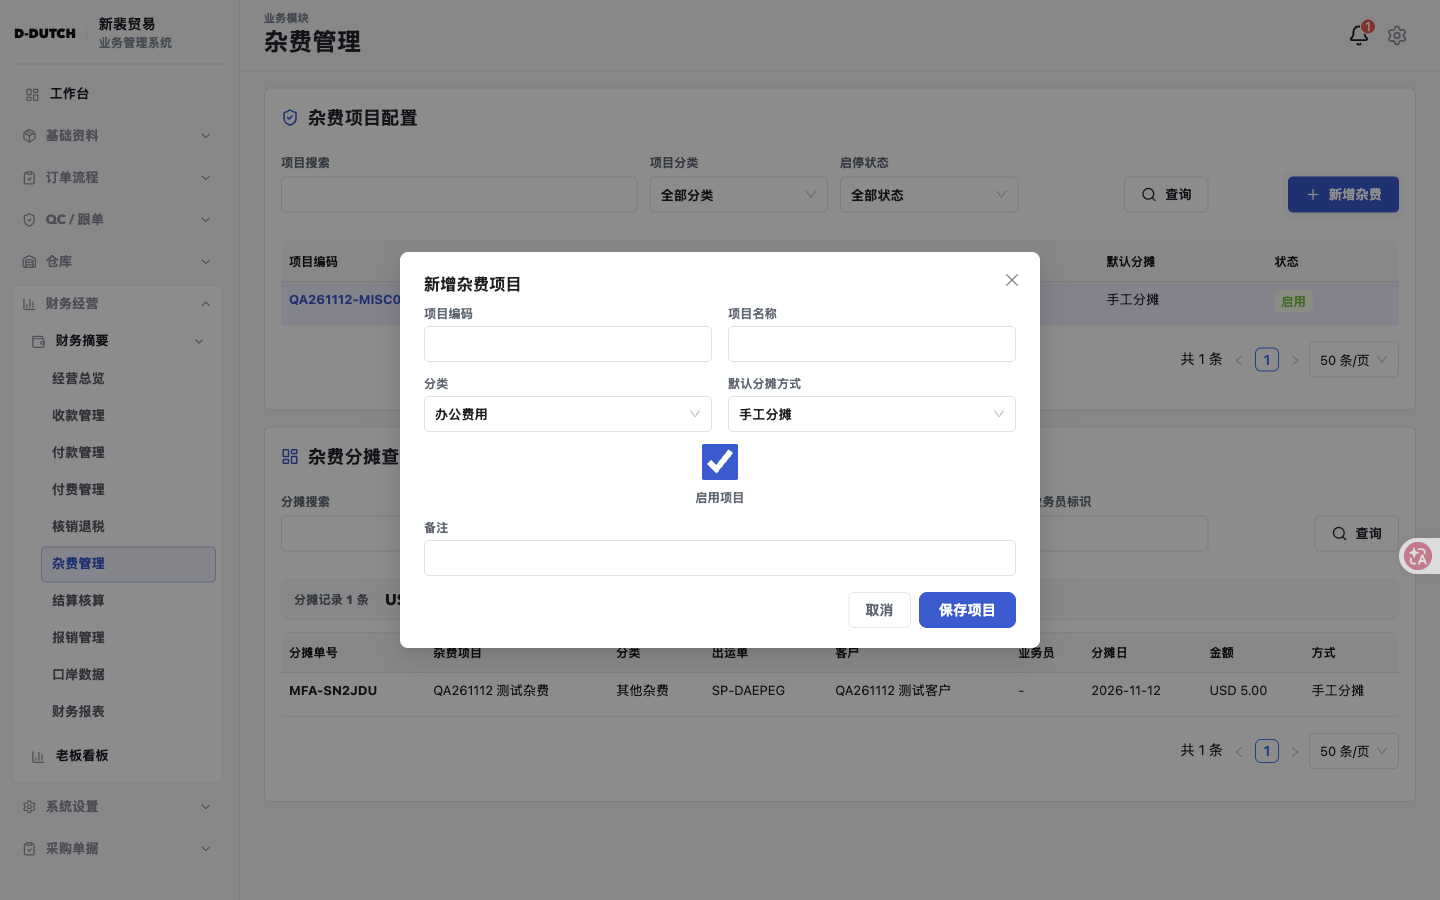 D-DUTCH
新裴贸易
业务管理系统
工作台
基础资料
订单流程
QC / 跟单
仓库
财务经营
财务摘要
经营总览
收款管理
付款管理
付费管理
核销退税
杂费管理
结算核算
报销管理
口岸数据
财务报表
老板看板
系统设置
采购单据
业务模块
杂费管理
1
杂费项目配置
项目搜索
项目分类
启停状态
全部分类
全部状态
查询
新增杂费
项目编码
默认分摊
状态
QA261112-MISC0
手工分摊
启用
共 1 条
1
50 条/页
新增杂费项目
项目编码
项目名称
分类
默认分摊方式
办公费用
手工分摊
启用项目
备注
取消
保存项目
杂费分摊查
分摊搜索
务员标识
查询
分摊记录 1 条
分摊单号
杂费项目
分类
出运单
客户
业务员
分摊日
金额
方式
MFA-SN2JDU
QA261112 测试杂费
其他杂费
SP-DAEPEG
QA261112 测试客户
-
2026-11-12
USD 5.00
手工分摊
共 1 条
1
50 条/页